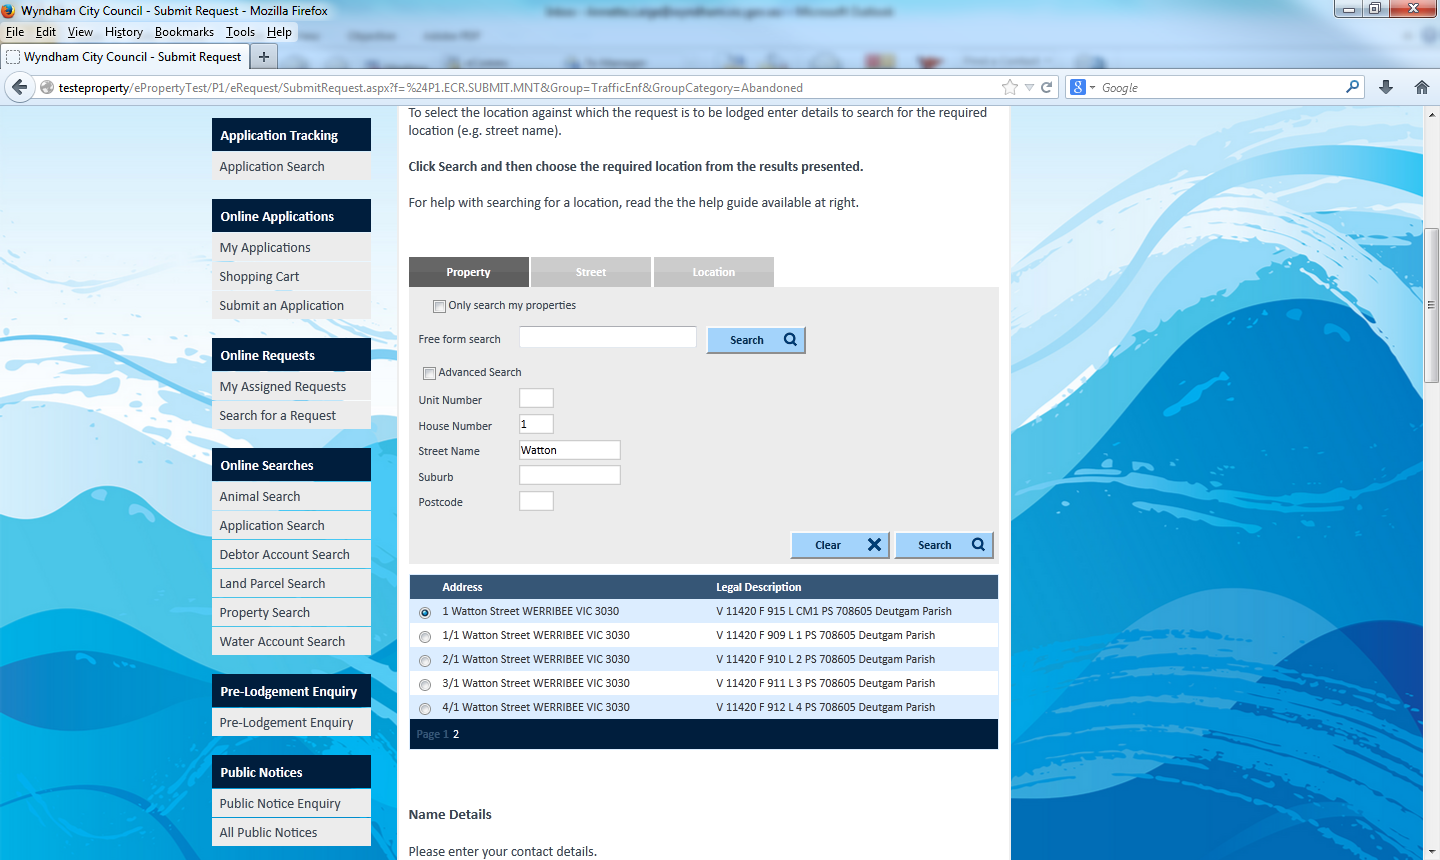 Wyndham City Council - Submit Request - Mozilla Firefox
File Edit View History Bookmarks Tools Help
Wyndham City Council - Submit Request
testeproperty/ePropertyTest/P1/eRequest/SubmitRequest.aspx?f=%24P1.ECR.SUBMIT.MNT&Group=TrafficEnf&GroupCategory=Abandoned
Google
Application Tracking
Application Search
Online Applications
My Applications
Shopping Cart
Submit an Application
Online Requests
My Assigned Requests
Search for a Request
Online Searches
Animal Search
Application Search
Debtor Account Search
Land Parcel Search
Property Search
Water Account Search
Pre-Lodgement Enquiry
Pre-Lodgement Enquiry
Public Notices
Public Notice Enquiry
All Public Notices
To select the location against which the request is to be lodged enter details to search for the required
location (e.g. street name).
Click Search and then choose the required location from the results presented.
For help with searching for a location, read the the help guide available at right.
Property Street Location
Only search my properties
Free form search Search
Advanced Search
Unit Number
House Number 1
Street Name Watton
Suburb
Postcode
Clear Search
Address Legal Description
1 Watton Street WERRIBEE VIC 3030 V 11420 F 915 L CM1 PS 708605 Deutgam Parish
1/1 Watton Street WERRIBEE VIC 3030 V 11420 F 909 L 1 PS 708605 Deutgam Parish
2/1 Watton Street WERRIBEE VIC 3030 V 11420 F 910 L 2 PS 708605 Deutgam Parish
3/1 Watton Street WERRIBEE VIC 3030 V 11420 F 911 L 3 PS 708605 Deutgam Parish
4/1 Watton Street WERRIBEE VIC 3030 V 11420 F 912 L 4 PS 708605 Deutgam Parish
Page 1 2
Name Details
Please enter your contact details.